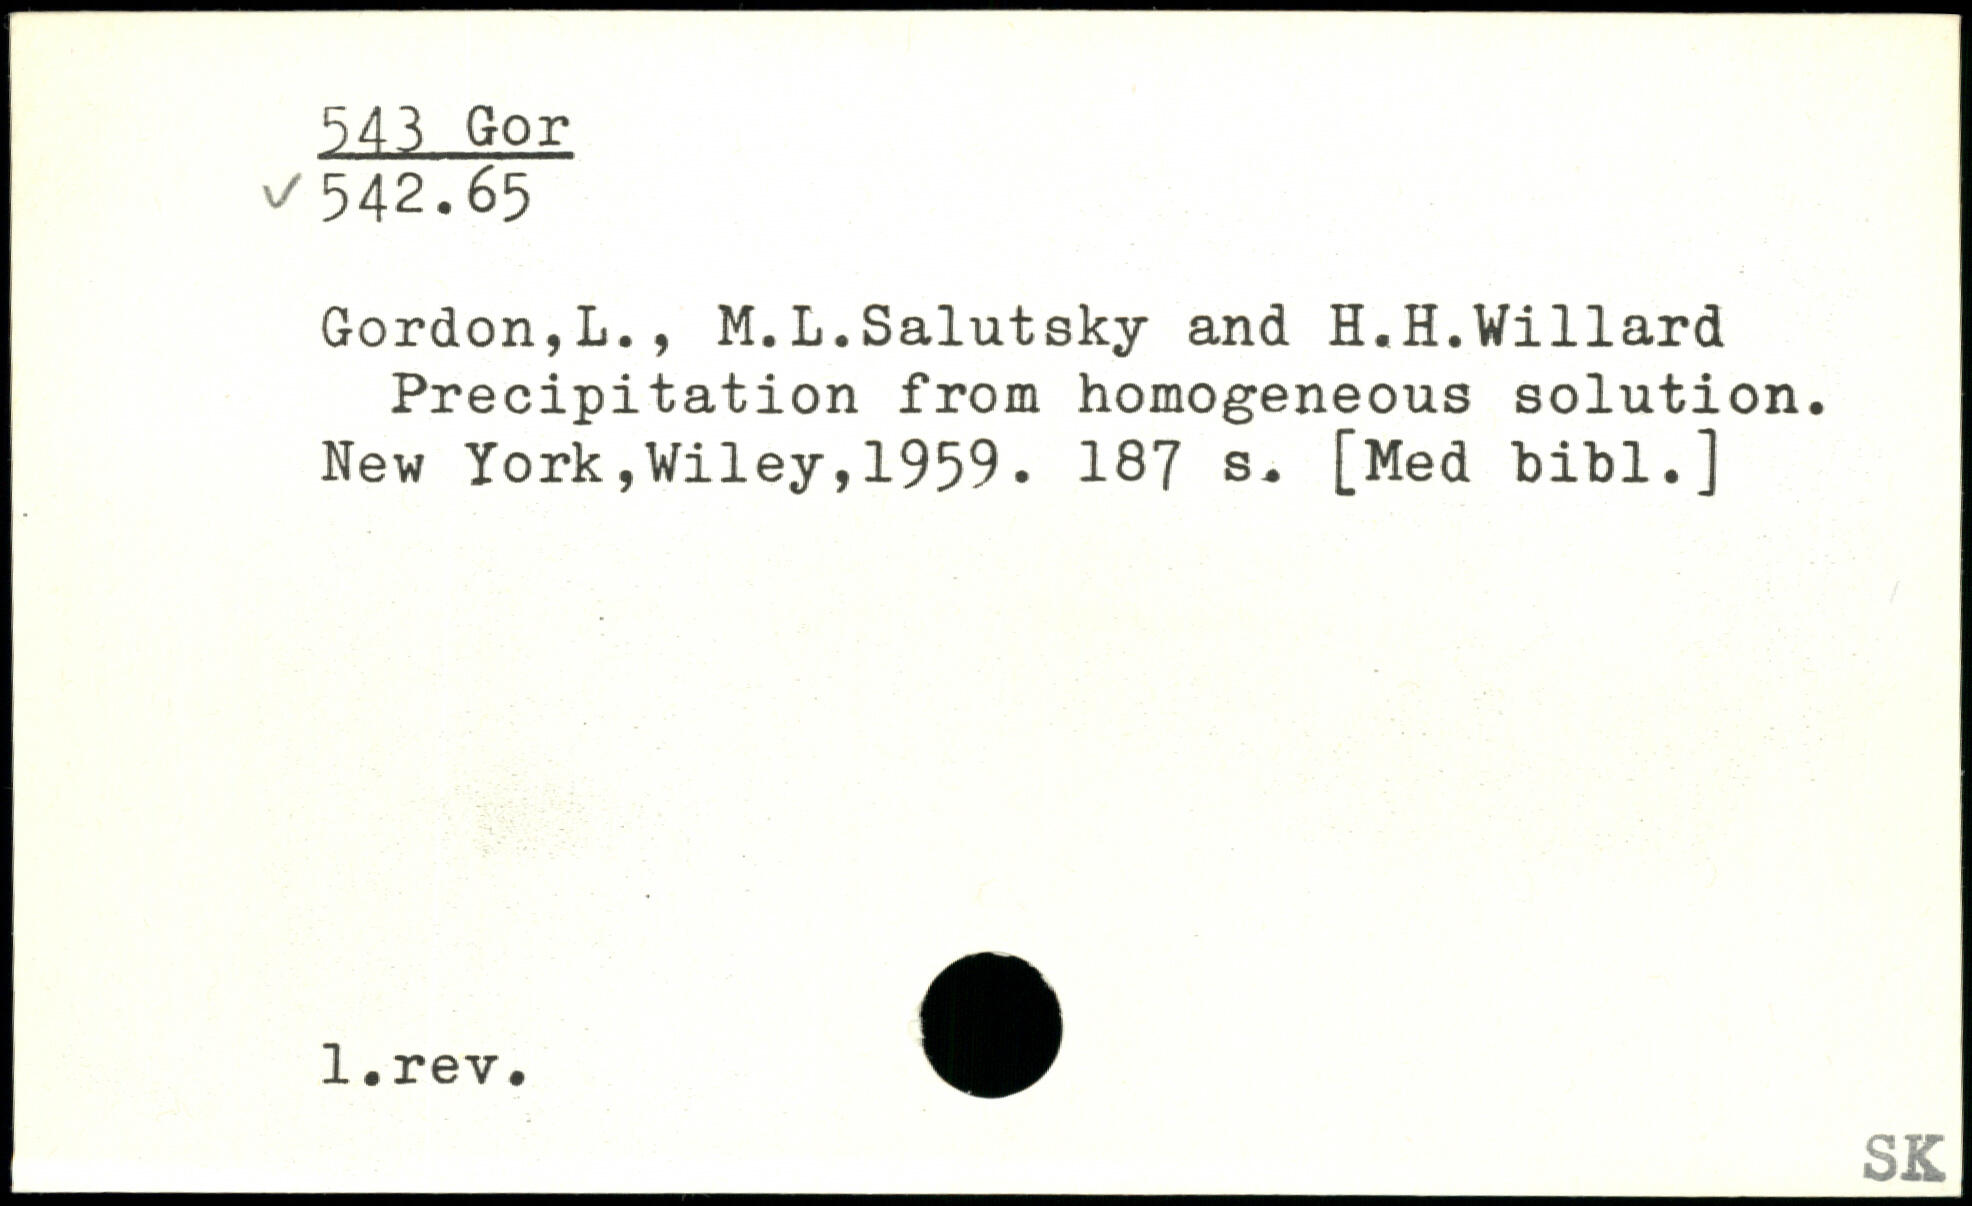 543 Gor
✓ 542.65
Gordon,L., M.L.Salutsky and H.H.Willard
Precipitation from homogeneous solution.
New York,Wiley,1959. 187 s. [Med bibl.]
1.rev.
SK